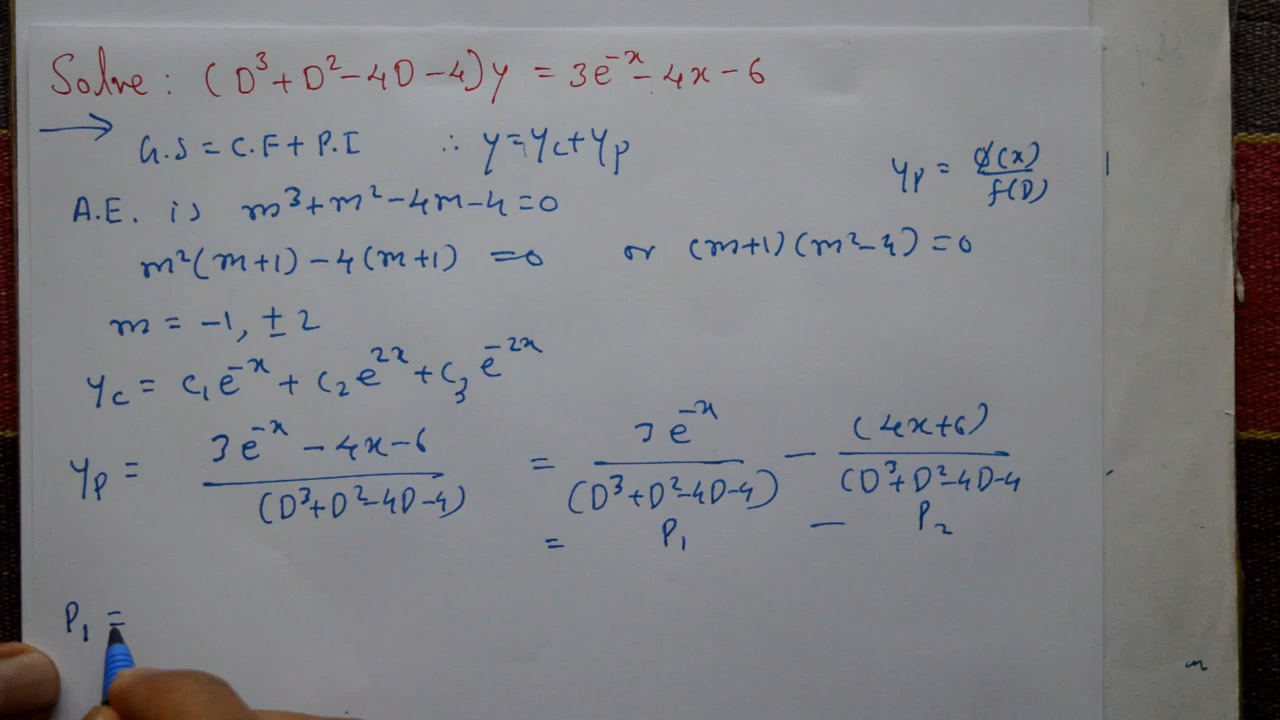 Solve : (D³+D²-4D-4)y = 3e⁻ˣ-4x-6
→ G.S = C.F + P.I ∴ y = yc + yp
yp = φ(x)/f(D)
A.E. is m³+m²-4m-4=0
m²(m+1)-4(m+1) =0 or (m+1)(m²-4)=0
m = -1, ±2
yc = c₁e⁻ˣ + c₂e²ˣ + c₃e⁻²ˣ
yp = 3e⁻ˣ-4x-6/(D³+D²-4D-4) = 3e⁻ˣ/(D³+D²-4D-4) - (4x+6)/(D³+D²-4D-4
= P₁ - P₂
P₁ =